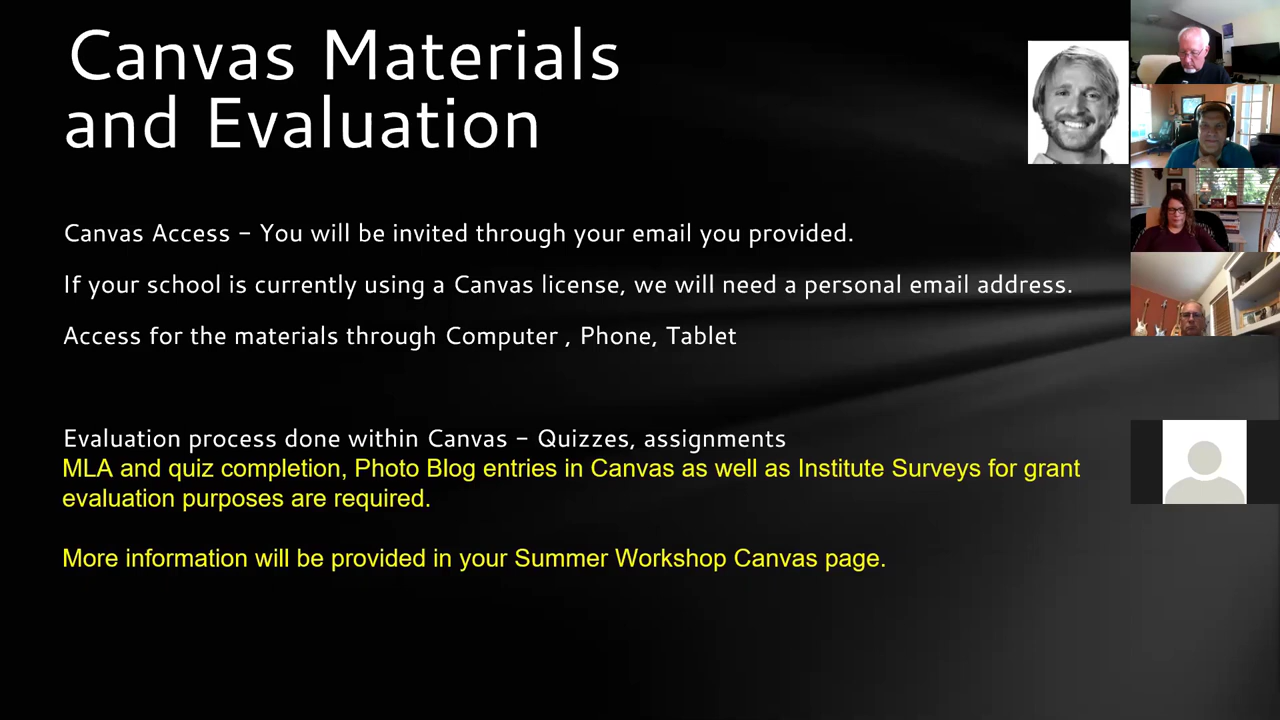 Canvas Materials
and Evaluation
Canvas Access – You will be invited through your email you provided.
If your school is currently using a Canvas license, we will need a personal email address.
Access for the materials through Computer , Phone, Tablet
Evaluation process done within Canvas – Quizzes, assignments
MLA and quiz completion, Photo Blog entries in Canvas as well as Institute Surveys for grant
evaluation purposes are required.
More information will be provided in your Summer Workshop Canvas page.